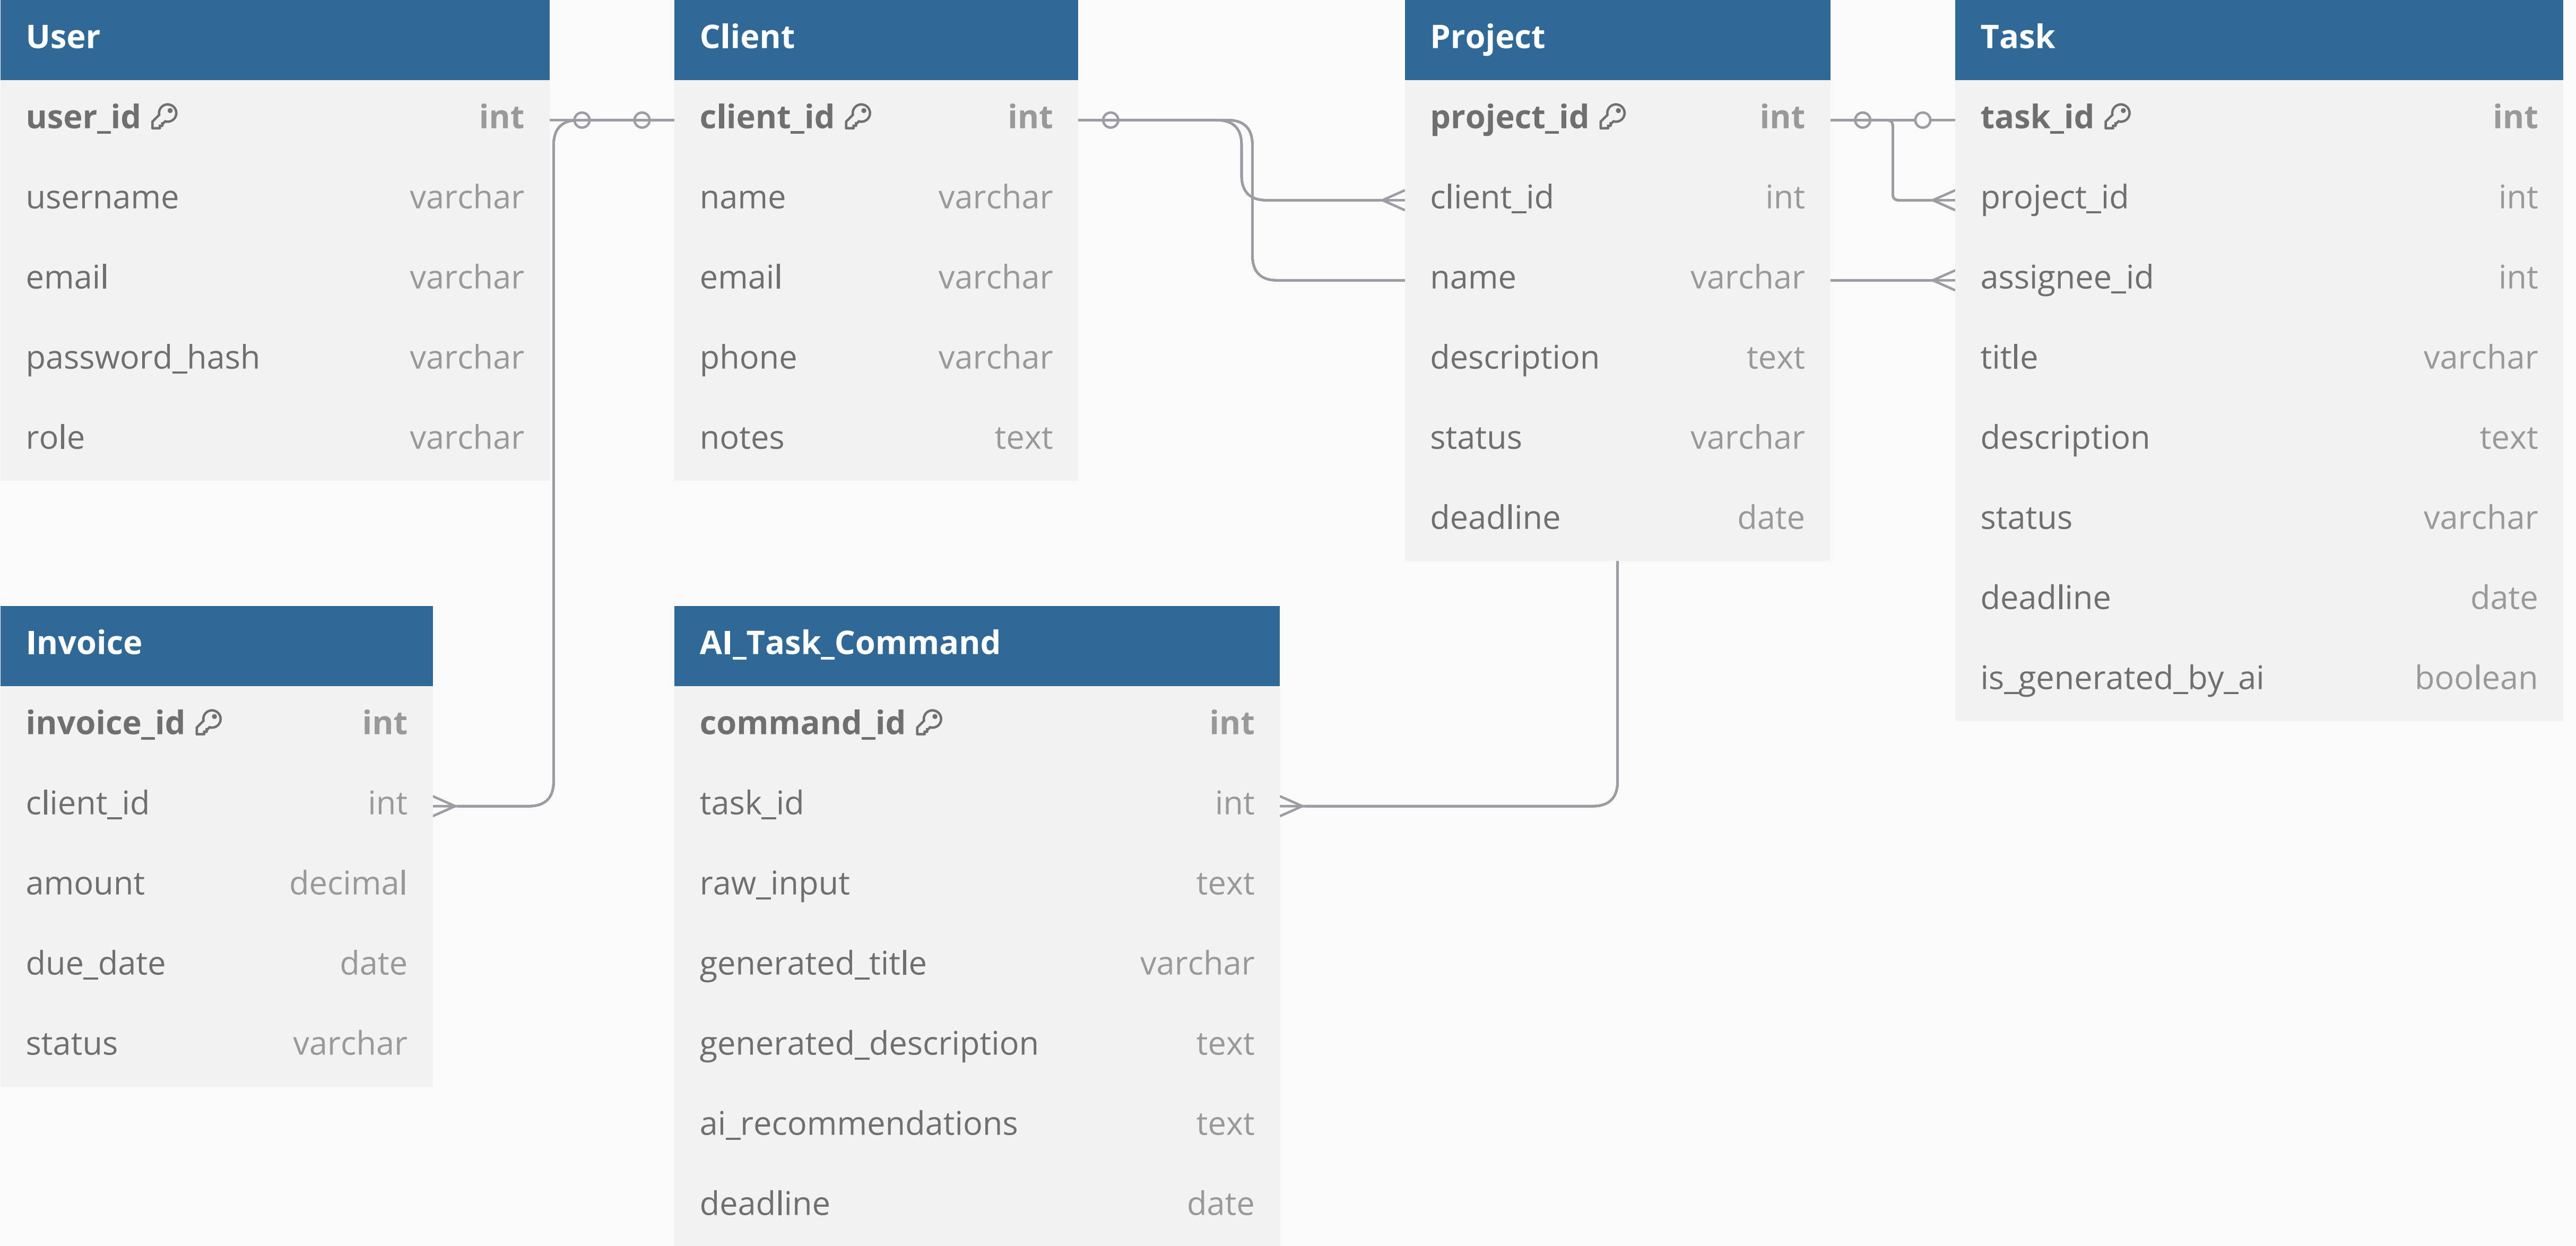 User
user_id int
username varchar
email varchar
password_hash varchar
role varchar
Client
client_id int
name varchar
email varchar
phone varchar
notes text
Project
project_id int
client_id int
name varchar
description text
status varchar
deadline date
Task
task_id int
project_id int
assignee_id int
title varchar
description text
status varchar
deadline date
is_generated_by_ai boolean
Invoice
invoice_id int
client_id int
amount decimal
due_date date
status varchar
AI_Task_Command
command_id int
task_id int
raw_input text
generated_title varchar
generated_description text
ai_recommendations text
deadline date